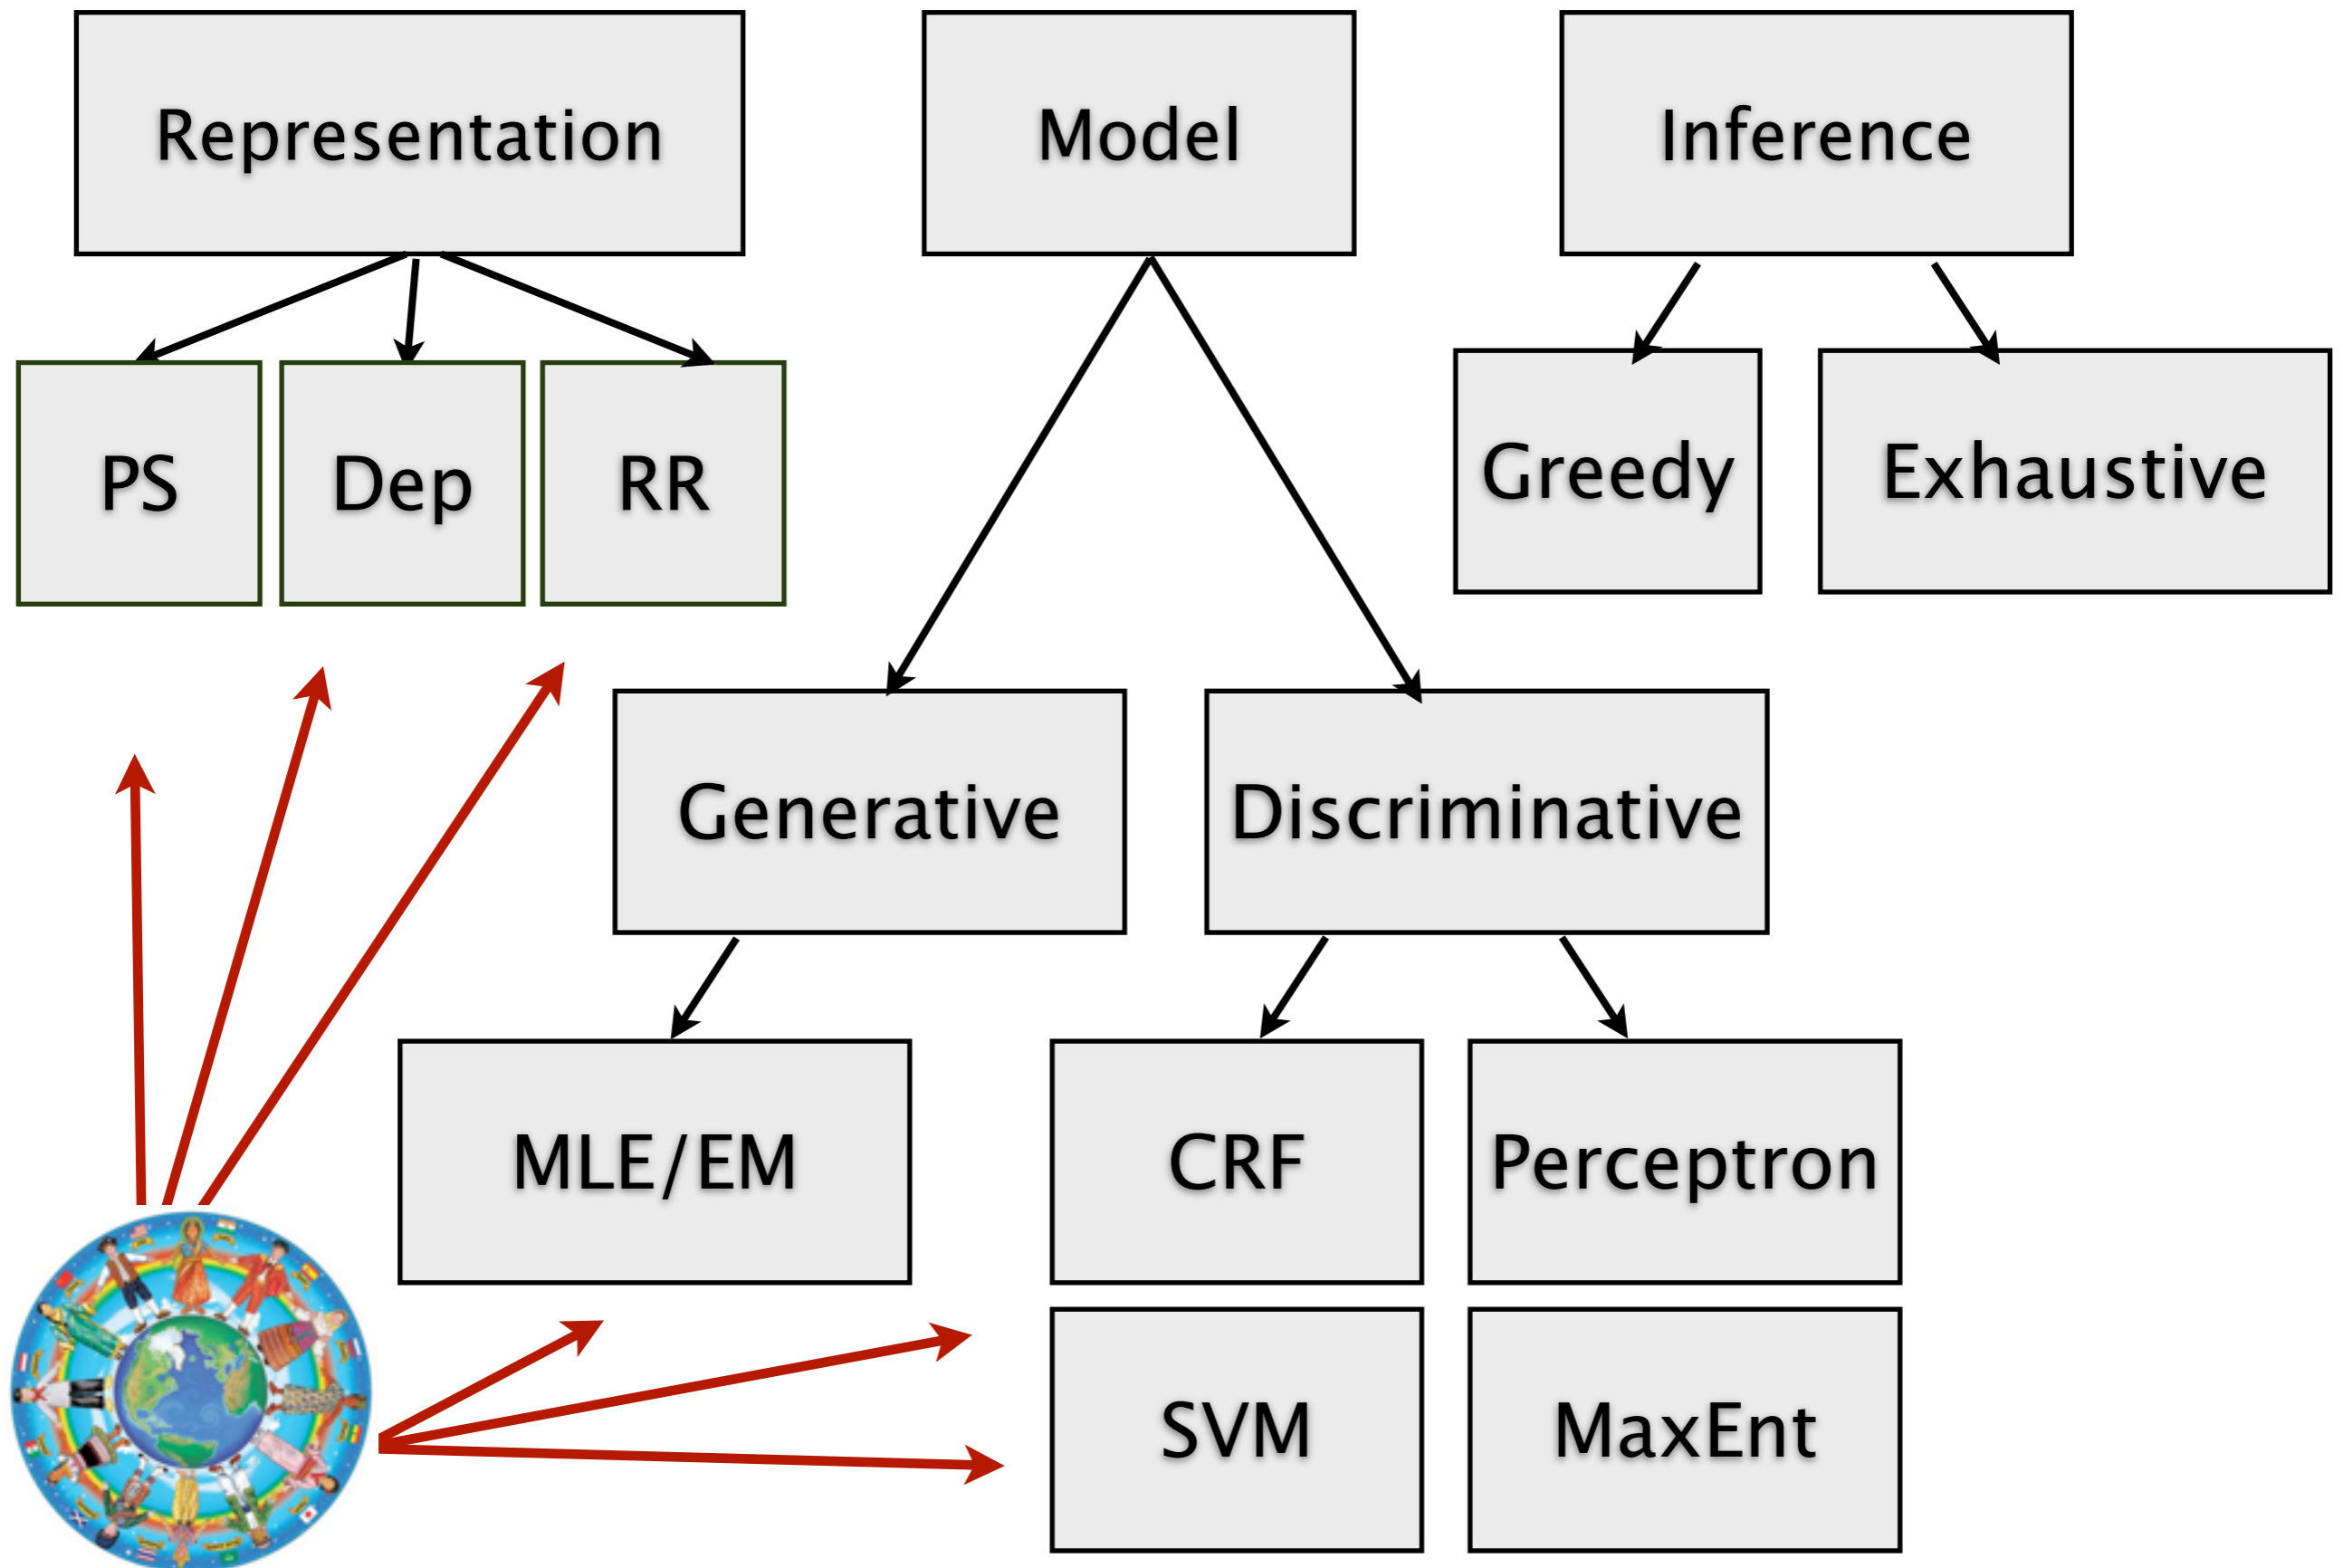 Representation
Model
Inference
PS
Dep
RR
Greedy
Exhaustive
Generative
Discriminative
MLE/EM
CRF
Perceptron
SVM
MaxEnt